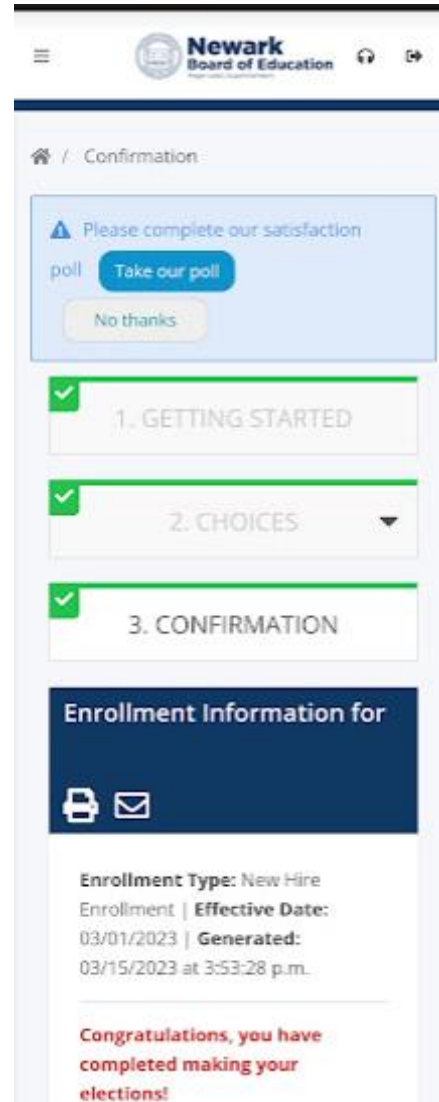 Newark
Board of Education
/ Confirmation
Please complete our satisfaction
poll Take our poll
No thanks
1. GETTING STARTED
2. CHOICES
3. CONFIRMATION
Enrollment Information for
Enrollment Type: New Hire
Enrollment | Effective Date:
03/01/2023 | Generated:
03/15/2023 at 3:53:28 p.m.
Congratulations, you have
completed making your
elections!